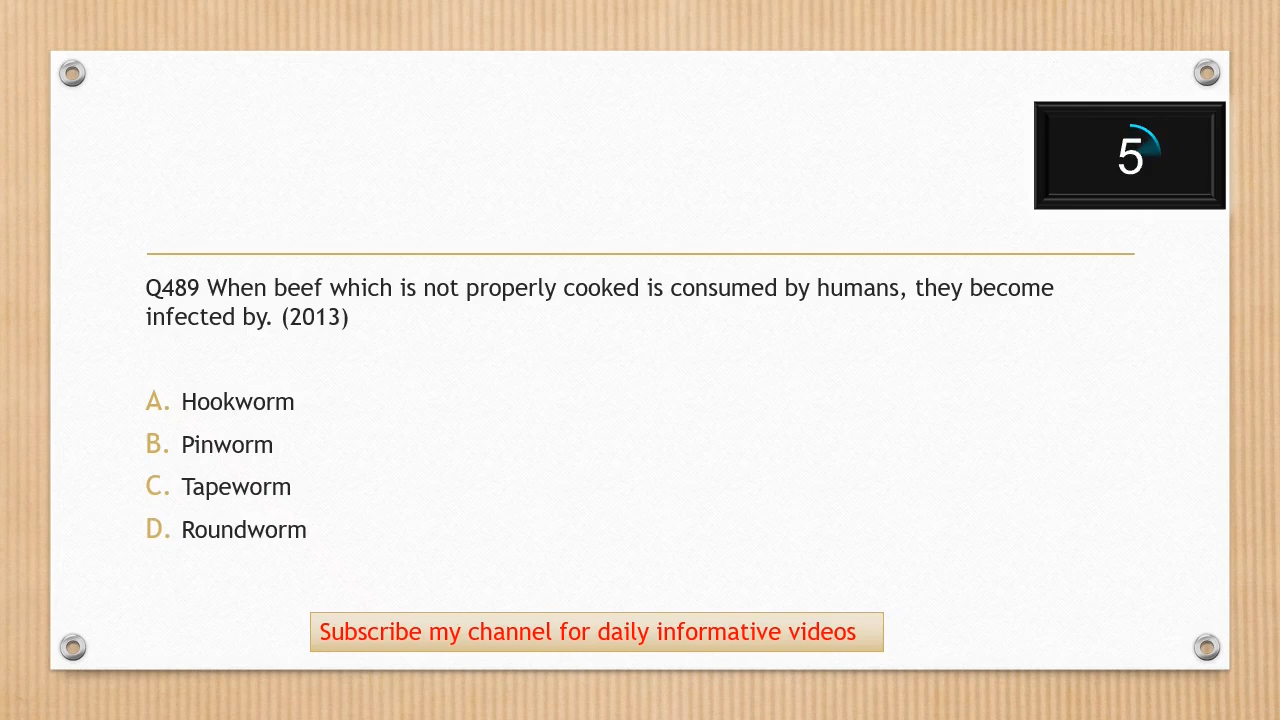 5
Q489 When beef which is not properly cooked is consumed by humans, they become
infected by. (2013)
A. Hookworm
B. Pinworm
C. Tapeworm
D. Roundworm
Subscribe my channel for daily informative videos